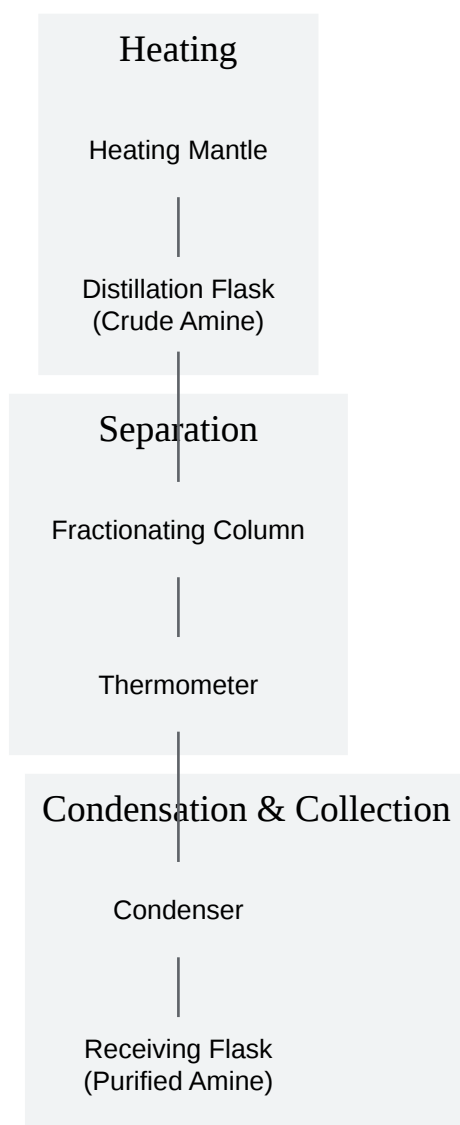 Heating
Heating Mantle
Distillation Flask
(Crude Amine)
Separation
Fractionating Column
Thermometer
Condensation & Collection
Condenser
Receiving Flask
(Purified Amine)